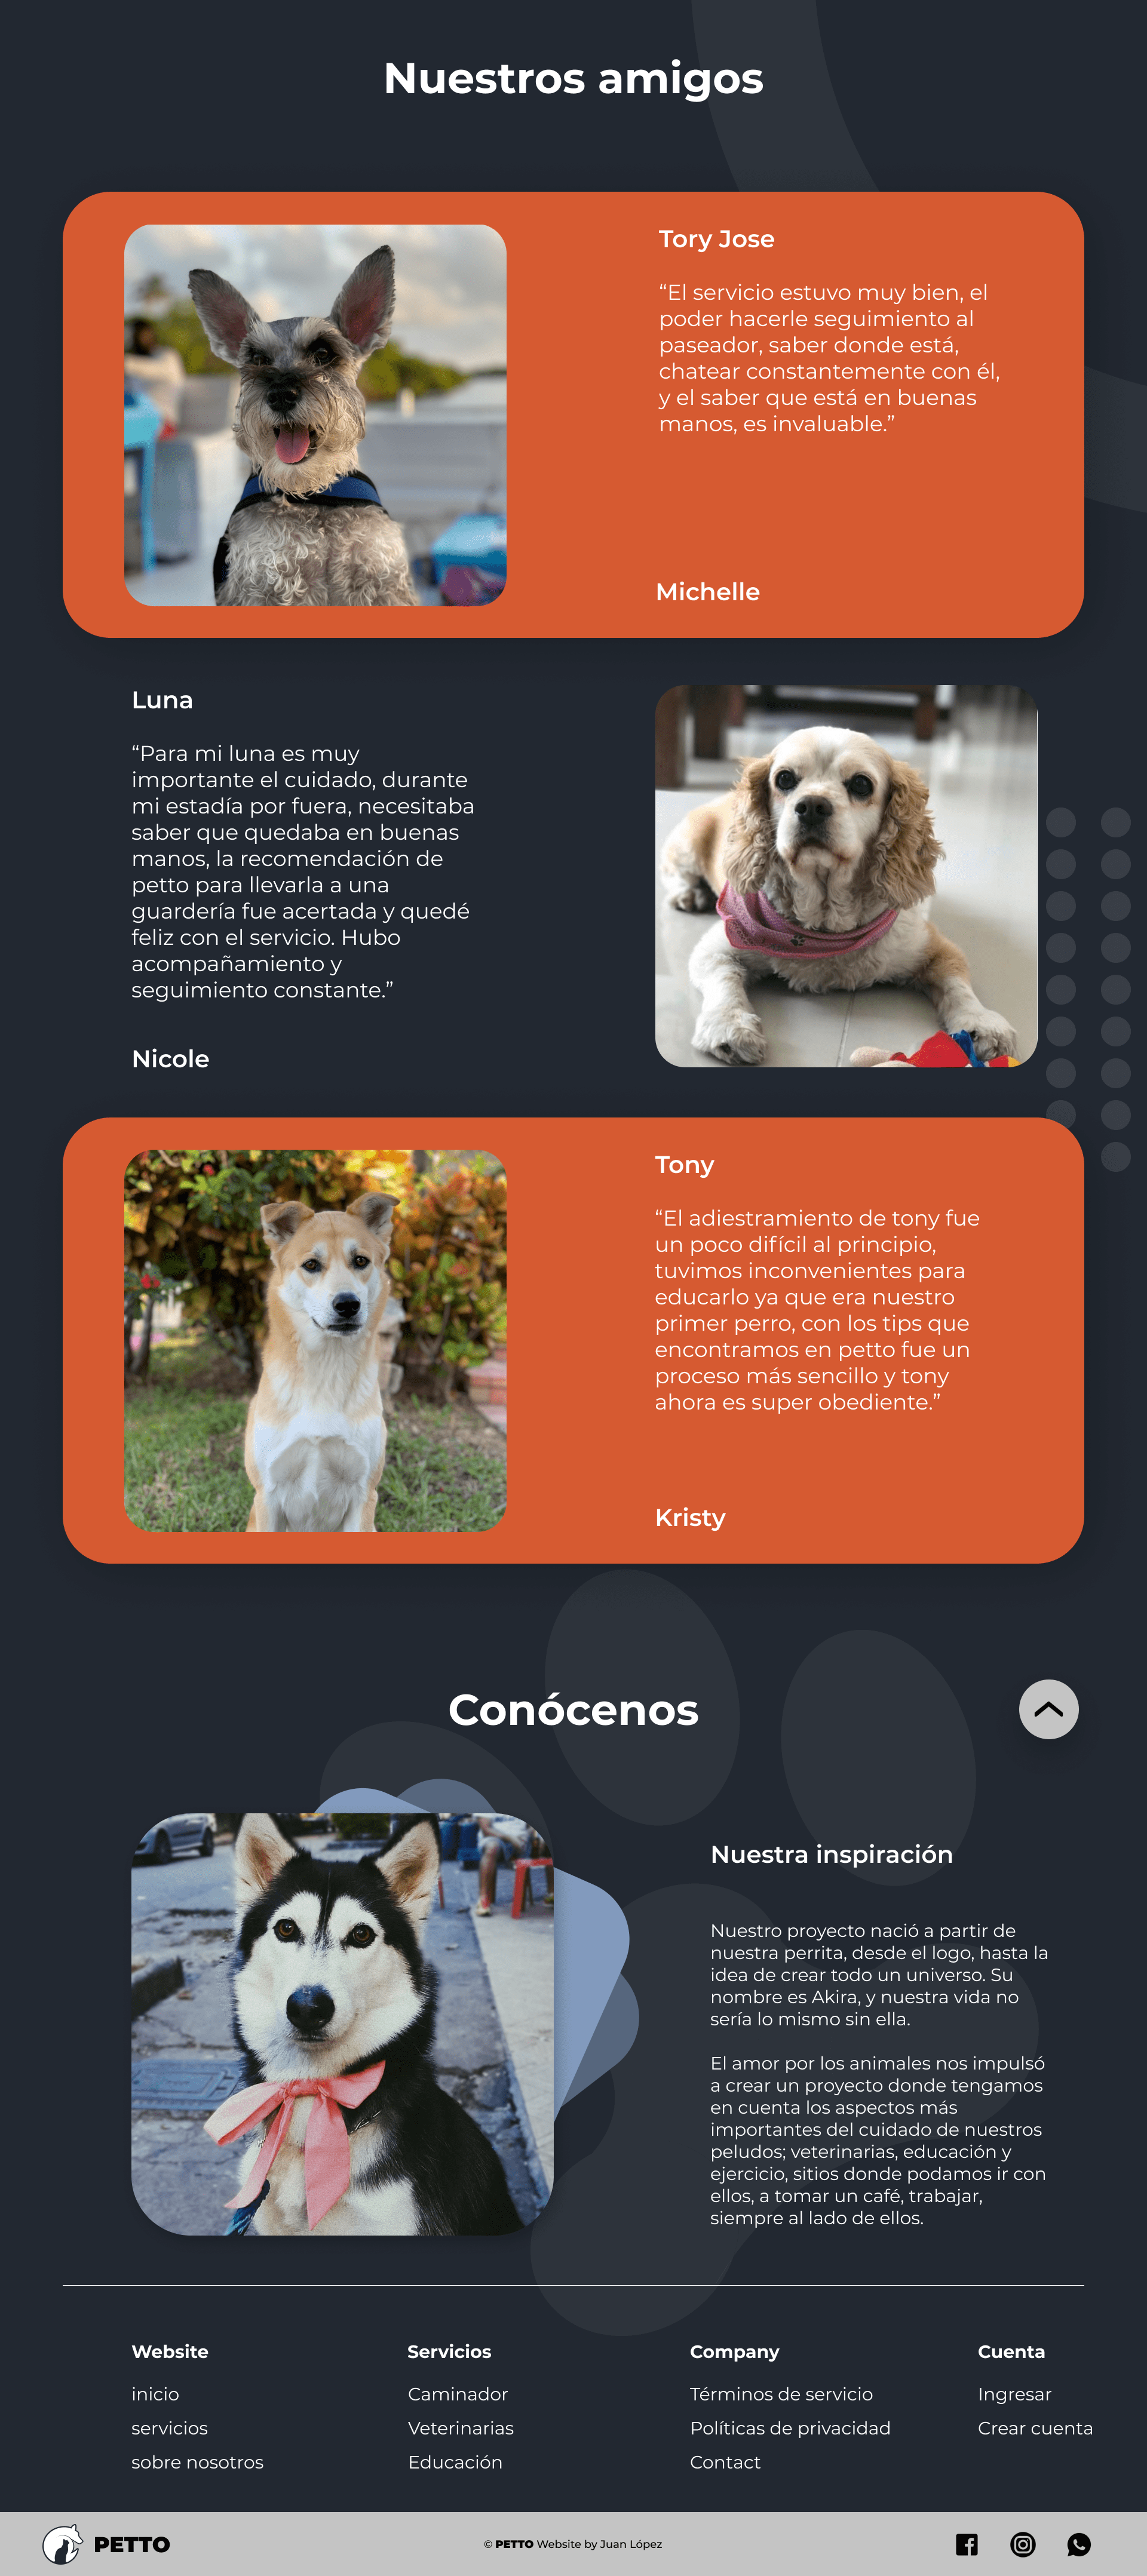 Nuestros amigos
Tory Jose
“El servicio estuvo muy bien, el
poder hacerle seguimiento al
paseador, saber donde está,
chatear constantemente con él,
y el saber que está en buenas
manos, es invaluable.”
Michelle
Luna
“Para mi luna es muy
importante el cuidado, durante
mi estadía por fuera, necesitaba
saber que quedaba en buenas
manos, la recomendación de
petto para llevarla a una
guardería fue acertada y quedé
feliz con el servicio. Hubo
acompañamiento y
seguimiento constante.”
Nicole
Tony
“El adiestramiento de tony fue
un poco difícil al principio,
tuvimos inconvenientes para
educarlo ya que era nuestro
primer perro, con los tips que
encontramos en petto fue un
proceso más sencillo y tony
ahora es super obediente.”
Kristy
Conócenos
Nuestra inspiración
Nuestro proyecto nació a partir de
nuestra perrita, desde el logo, hasta la
idea de crear todo un universo. Su
nombre es Akira, y nuestra vida no
sería lo mismo sin ella.
El amor por los animales nos impulsó
a crear un proyecto donde tengamos
en cuenta los aspectos más
importantes del cuidado de nuestros
peludos; veterinarias, educación y
ejercicio, sitios donde podamos ir con
ellos, a tomar un café, trabajar,
siempre al lado de ellos.
Website
inicio
servicios
sobre nosotros
Servicios
Caminador
Veterinarias
Educación
Company
Términos de servicio
Políticas de privacidad
Contact
Cuenta
Ingresar
Crear cuenta
PETTO
© PETTO Website by Juan López